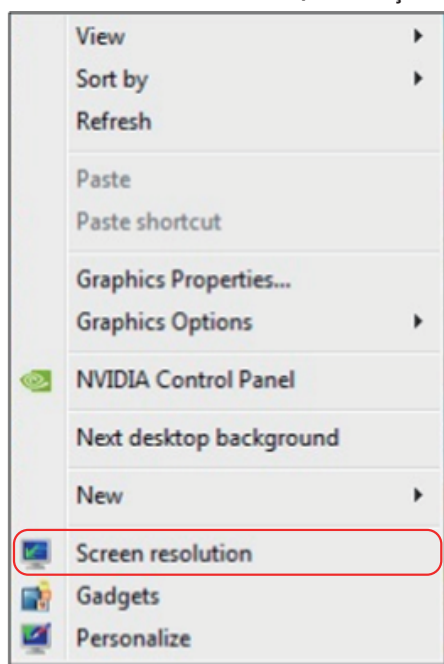 View
Sort by
Refresh
Paste
Paste shortcut
Graphics Properties...
Graphics Options
NVIDIA Control Panel
Next desktop background
New
Screen resolution
Gadgets
Personalize